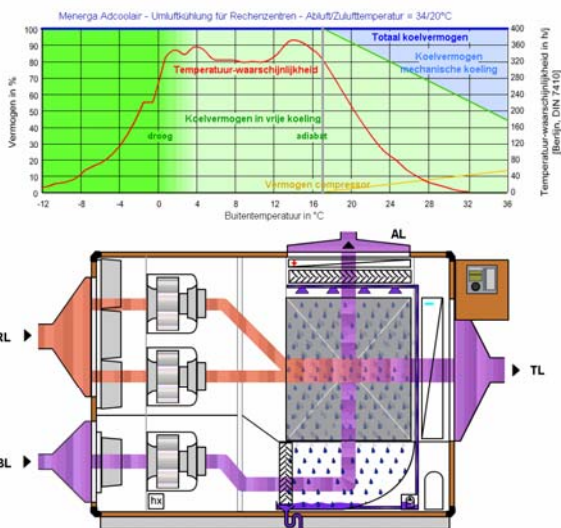 Menerga Adcoolair - Umluftkühlung für Rechenzentren - Abluft/Zulufttemperatur = 34/20°C
100
90
80
70
60
50
40
30
20
10
0
Vermogen in %
400
360
320
280
240
200
160
120
80
40
0
Temperatuur-waarschijnlijkheid in h/
[Berlijn, DIN 7410]
Totaal koelvermogen
Koelvermogen
mechanische koeling
Temperatuur-waarschijnlijkheid
Koelvermogen in vrije koeling
droog
adiabat
Vermogen compressor
-12 -8 -4 0 4 8 12 16 20 24 28 32 36
Buitentemperatuur in °C
AL
RL
TL
BL
hx